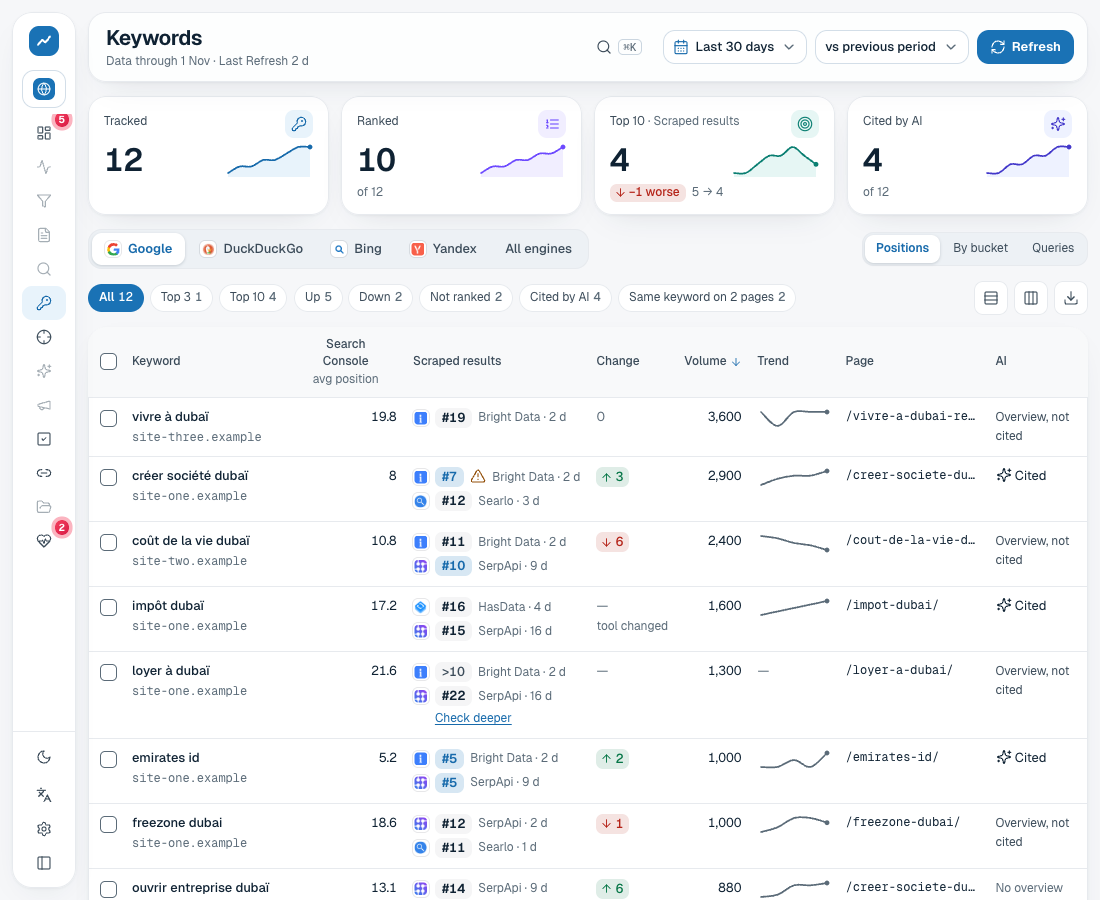 Keywords
Data through 1 Nov · Last Refresh 2 d
⌘K
Last 30 days
vs previous period
Refresh
5
2
Tracked
12
Ranked
10
of 12
Top 10 · Scraped results
4
↓ −1 worse 5 → 4
Cited by AI
4
of 12
Google
DuckDuckGo
Bing
Yandex
All engines
Positions
By bucket
Queries
All 12
Top 3 1
Top 10 4
Up 5
Down 2
Not ranked 2
Cited by AI 4
Same keyword on 2 pages 2
Keyword
Search
Console
avg position
Scraped results
Change
Volume ↓
Trend
Page
AI
vivre à dubaï
site-three.example
19.8
#19 Bright Data · 2 d
0
3,600
/vivre-a-dubai-re…
Overview, not
cited
créer société dubaï
site-one.example
8
#7 Bright Data · 2 d
#12 Searlo · 3 d
↑ 3
2,900
/creer-societe-du…
Cited
coût de la vie dubaï
site-two.example
10.8
#11 Bright Data · 2 d
#10 SerpApi · 9 d
↓ 6
2,400
/cout-de-la-vie-d…
Overview, not
cited
impôt dubaï
site-one.example
17.2
#16 HasData · 4 d
#15 SerpApi · 16 d
—
tool changed
1,600
/impot-dubai/
Cited
loyer à dubaï
site-one.example
21.6
>10 Bright Data · 2 d
#22 SerpApi · 16 d
Check deeper
—
1,300
—
/loyer-a-dubai/
Overview, not
cited
emirates id
site-one.example
5.2
#5 Bright Data · 2 d
#5 SerpApi · 9 d
↑ 2
1,000
/emirates-id/
Cited
freezone dubai
site-one.example
18.6
#12 SerpApi · 2 d
#11 Searlo · 1 d
↓ 1
1,000
/freezone-dubai/
Overview, not
cited
ouvrir entreprise dubaï
13.1
#14 SerpApi · 9 d
↑ 6
880
/creer-societe-du…
No overview